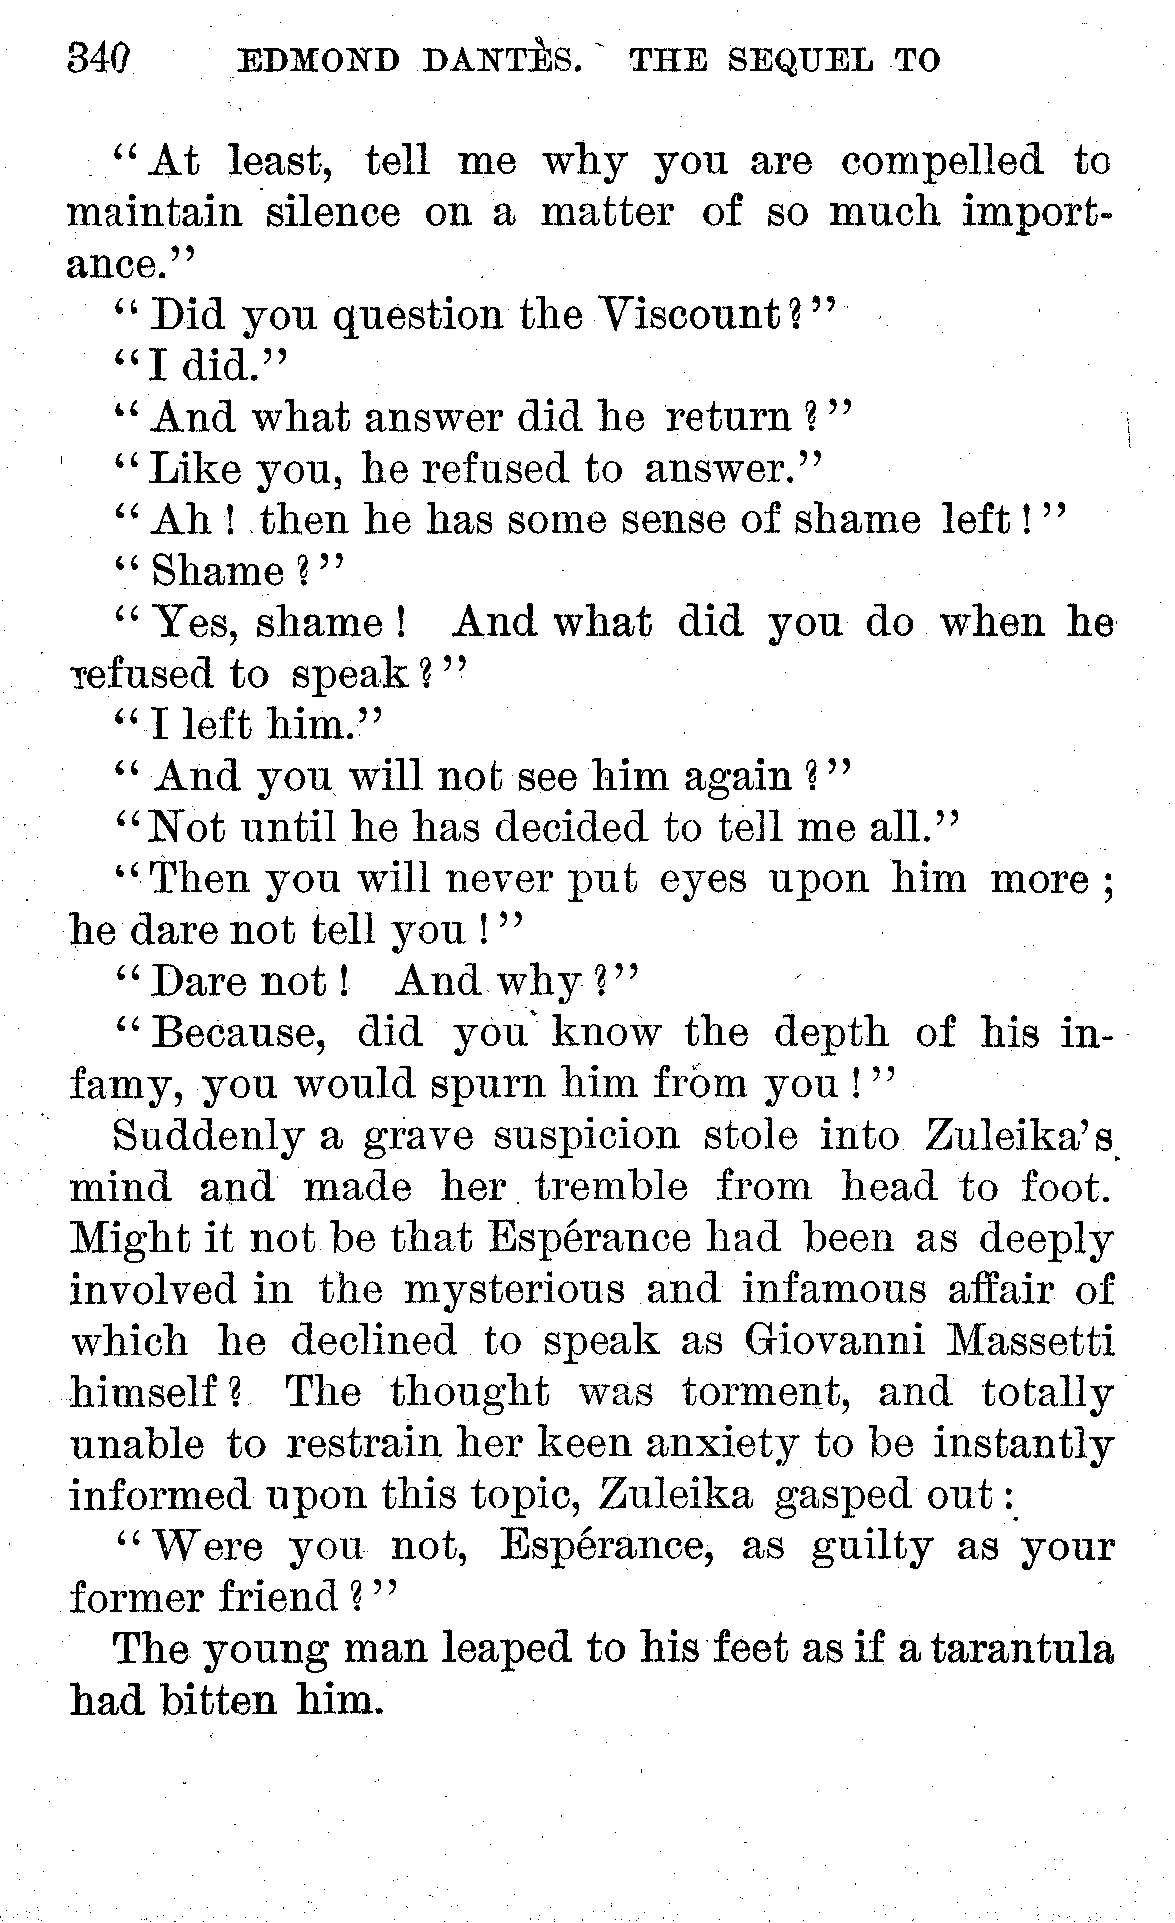 340 EDMOND DANTÈS. THE SEQUEL TO
"At least, tell me why you are compelled to
maintain silence on a matter of so much import-
ance."
"Did you question the Viscount?"
"I did."
"And what answer did he return?"
"Like you, he refused to answer."
"Ah! then he has some sense of shame left!"
"Shame?"
"Yes, shame! And what did you do when he
refused to speak?"
"I left him."
"And you will not see him again?"
"Not until he has decided to tell me all."
"Then you will never put eyes upon him more;
he dare not tell you!"
"Dare not! And why?"
"Because, did you know the depth of his in-
famy, you would spurn him from you!"
Suddenly a grave suspicion stole into Zuleika's
mind and made her tremble from head to foot.
Might it not be that Espérance had been as deeply
involved in the mysterious and infamous affair of
which he declined to speak as Giovanni Massetti
himself? The thought was torment, and totally
unable to restrain her keen anxiety to be instantly
informed upon this topic, Zuleika gasped out:
"Were you not, Espérance, as guilty as your
former friend?"
The young man leaped to his feet as if a tarantula
had bitten him.